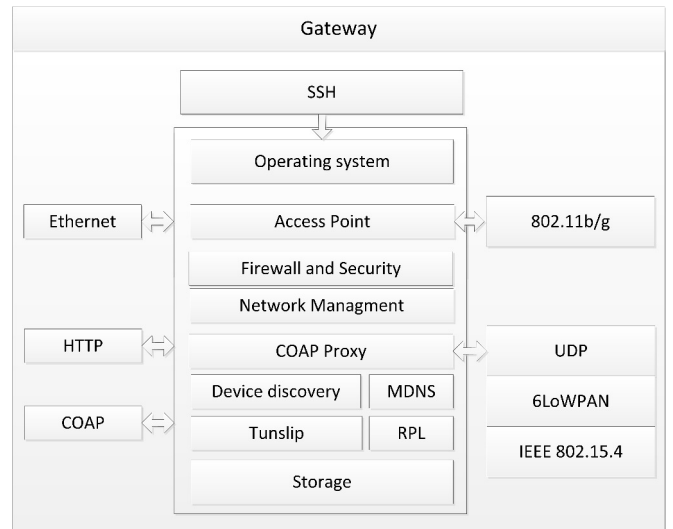 Gateway
SSH
Operating system
Ethernet
Access Point
802.11b/g
Firewall and Security
Network Managment
HTTP
COAP Proxy
UDP
Device discovery
MDNS
6LoWPAN
COAP
Tunslip
RPL
IEEE 802.15.4
Storage